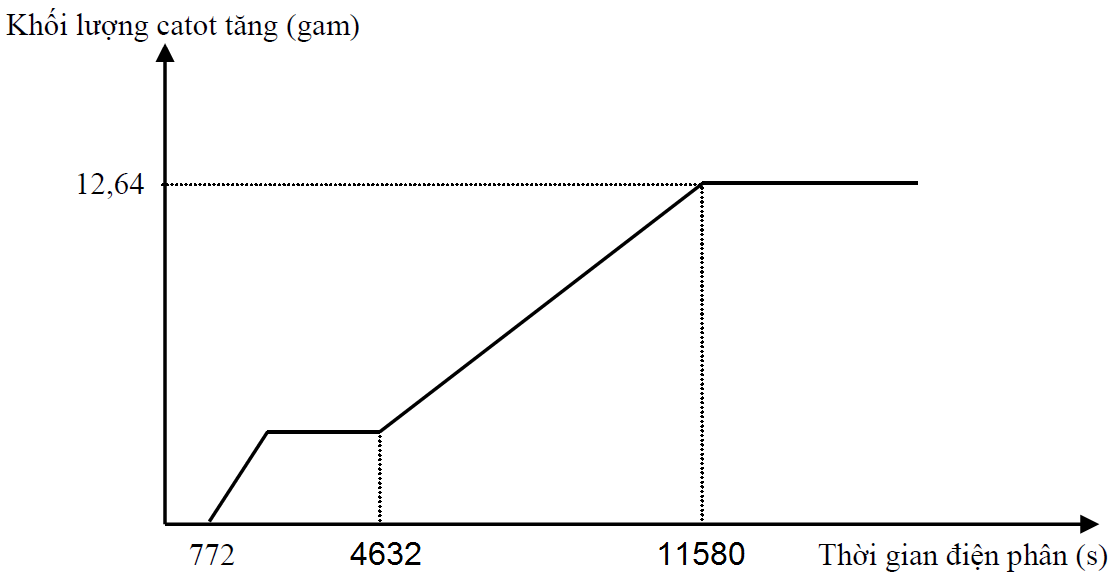 Khối lượng catot tăng (gam)
12,64
772
4632
11580
Thời gian điện phân (s)